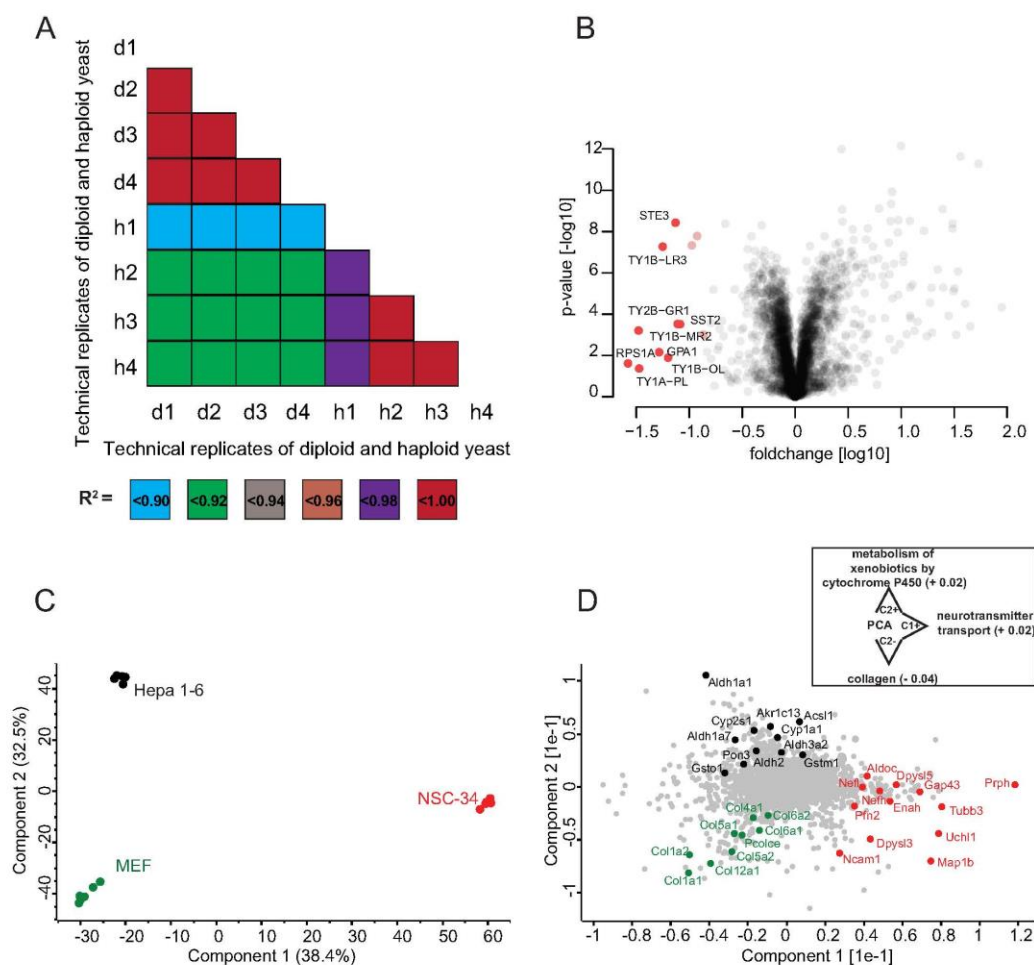 A
Technical replicates of diploid and haploid yeast
d1
d2
d3
d4
h1
h2
h3
h4
d1 d2 d3 d4 h1 h2 h3 h4
Technical replicates of diploid and haploid yeast
R² = <0.90 <0.92 <0.94 <0.96 <0.98 <1.00
B
p-value [-log10]
12
10
8
6
4
2
0
STE3
TY1B−LR3
TY2B−GR1
SST2
TY1B−MR2
RPS1A
GPA1
TY1B−OL
TY1A−PL
−1.5 −1.0 −0.5 0 0.5 1.0 1.5 2.0
foldchange [log10]
C
Component 2 (32.5%)
40
20
0
-20
-40
Hepa 1-6
NSC-34
MEF
-30 -20 -10 0 10 20 30 40 50 60
Component 1 (38.4%)
D
metabolism of
xenobiotics by
cytochrome P450 (+ 0.02)
C2+
PCA C1+
C2-
neurotransmitter
transport (+ 0.02)
collagen (- 0.04)
Component 2 [1e-1]
1
0.5
0
-0.5
-1
Aldh1a1
Akr1c13
Acsl1
Cyp2s1
Cyp1a1
Aldh1a7
Aldh3a2
Pon3
Aldh2
Gstm1
Gsto1
Aldoc
Dpysl5
Nefl
Gap43
Prph
Nefh
Enah
Pfn2
Tubb3
Col4a1
Col6a2
Col5a1
Col6a1
Pcolce
Dpysl3
Uchl1
Col1a2
Col5a2
Ncam1
Map1b
Col12a1
Col1a1
-1 -0.8 -0.6 -0.4 -0.2 0 0.2 0.4 0.6 0.8 1 1.2
Component 1 [1e-1]